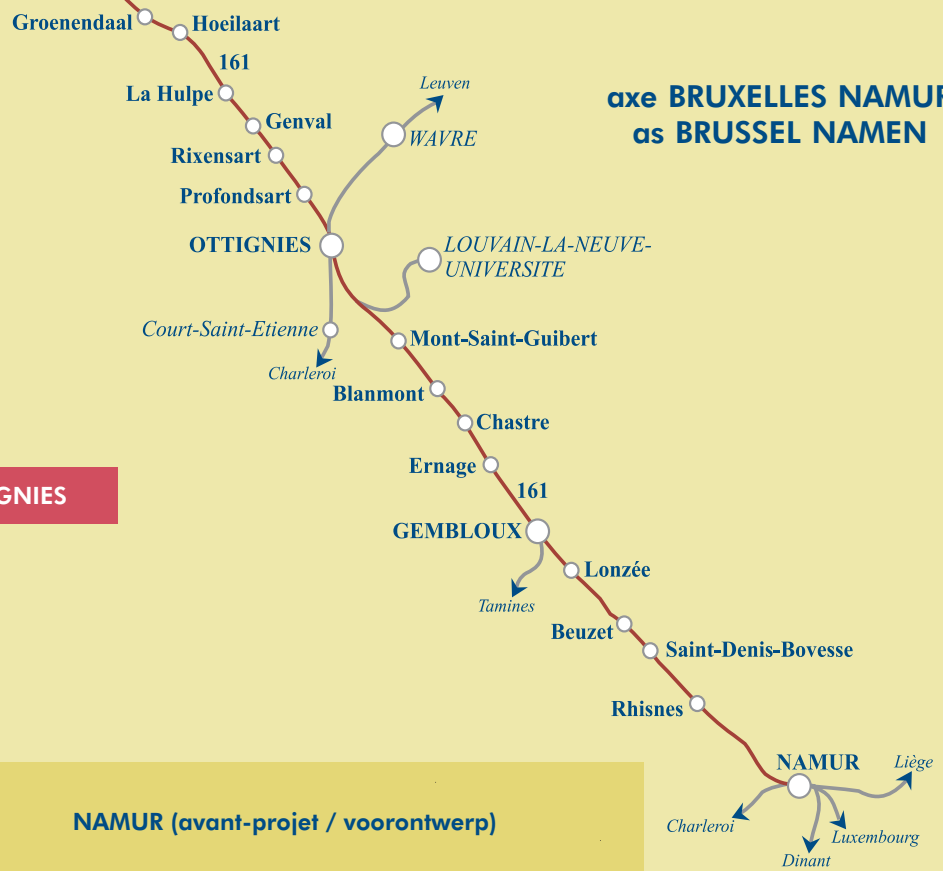 Groenendaal
Hoeilaart
161
La Hulpe
Leuven
axe BRUXELLES NAMUR
as BRUSSEL NAMEN
Genval
WAVRE
Rixensart
Profondsart
OTTIGNIES
LOUVAIN-LA-NEUVE-
UNIVERSITE
Court-Saint-Etienne
Mont-Saint-Guibert
Charleroi
Blanmont
Chastre
Ernage
161
GNIES
GEMBLOUX
Lonzée
Tamines
Beuzet
Saint-Denis-Bovesse
Rhisnes
NAMUR
Liège
NAMUR (avant-projet / voorontwerp)
Charleroi
Luxembourg
Dinant